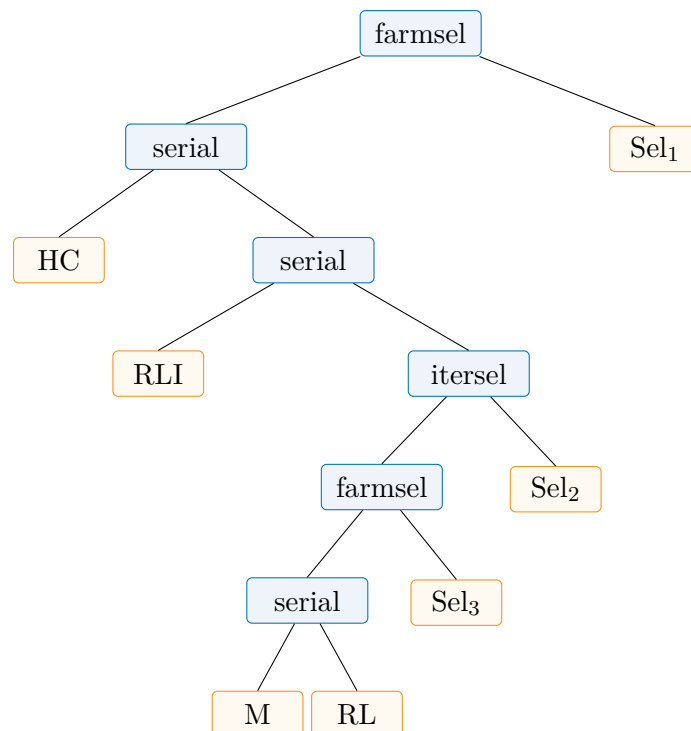 farmsel
serial
Sel₁
HC
serial
RLI
itersel
farmsel
Sel₂
serial
Sel₃
M
RL